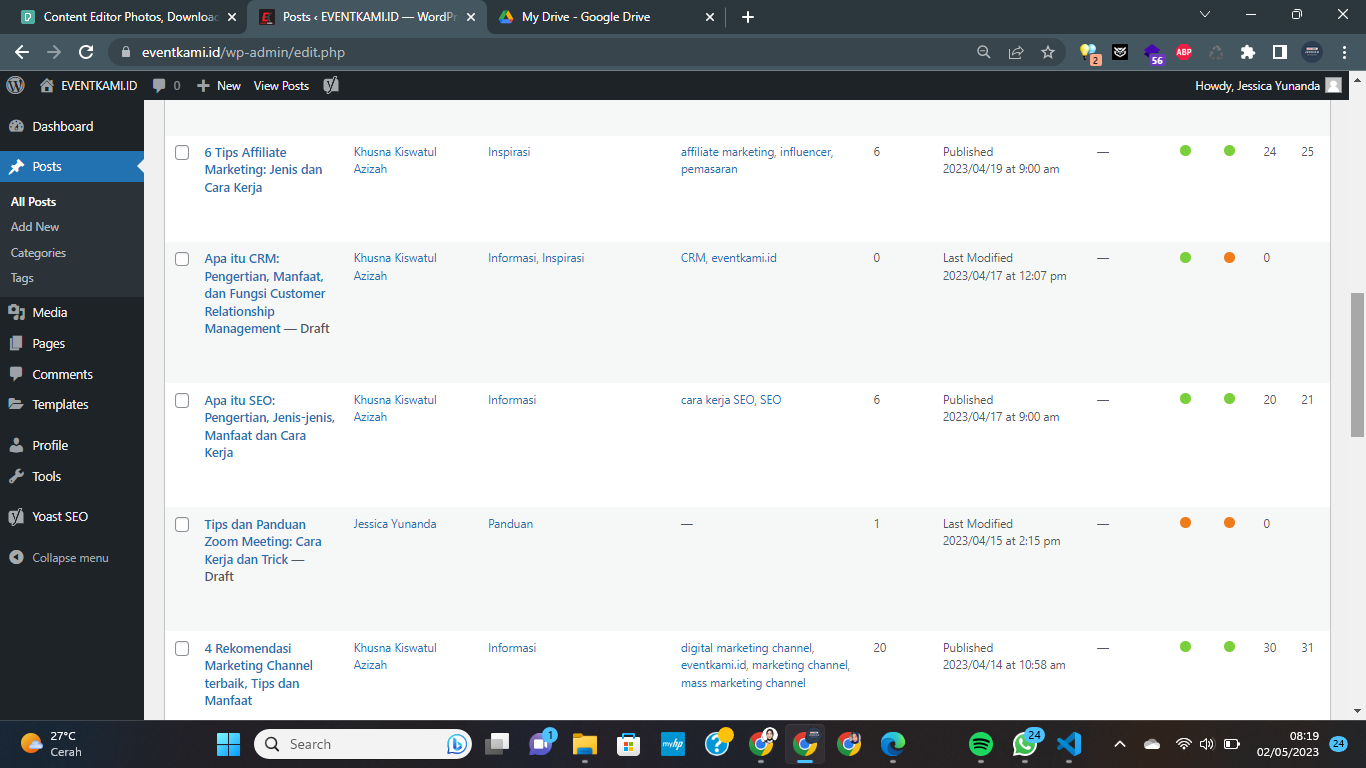 Content Editor Photos, Download
Posts ‹ EVENTKAMI.ID — WordPr
My Drive - Google Drive
eventkami.id/wp-admin/edit.php
2
56
ABP
EVENTKAMI.ID
0
New
View Posts
Howdy, Jessica Yunanda
Dashboard
Posts
All Posts
Add New
Categories
Tags
Media
Pages
Comments
Templates
Profile
Tools
Yoast SEO
Collapse menu
6 Tips Affiliate
Marketing: Jenis dan
Cara Kerja
Khusna Kiswatul
Azizah
Inspirasi
affiliate marketing, influencer,
pemasaran
6
Published
2023/04/19 at 9:00 am
—
24
25
Apa itu CRM:
Pengertian, Manfaat,
dan Fungsi Customer
Relationship
Management — Draft
Khusna Kiswatul
Azizah
Informasi, Inspirasi
CRM, eventkami.id
0
Last Modified
2023/04/17 at 12:07 pm
—
0
Apa itu SEO:
Pengertian, Jenis-jenis,
Manfaat dan Cara
Kerja
Khusna Kiswatul
Azizah
Informasi
cara kerja SEO, SEO
6
Published
2023/04/17 at 9:00 am
—
20
21
Tips dan Panduan
Zoom Meeting: Cara
Kerja dan Trick —
Draft
Jessica Yunanda
Panduan
—
1
Last Modified
2023/04/15 at 2:15 pm
—
0
4 Rekomendasi
Marketing Channel
terbaik, Tips dan
Manfaat
Khusna Kiswatul
Azizah
Informasi
digital marketing channel,
eventkami.id, marketing channel,
mass marketing channel
20
Published
2023/04/14 at 10:58 am
—
30
31
27°C
Cerah
Search
1
myhp
24
08:19
02/05/2023
24